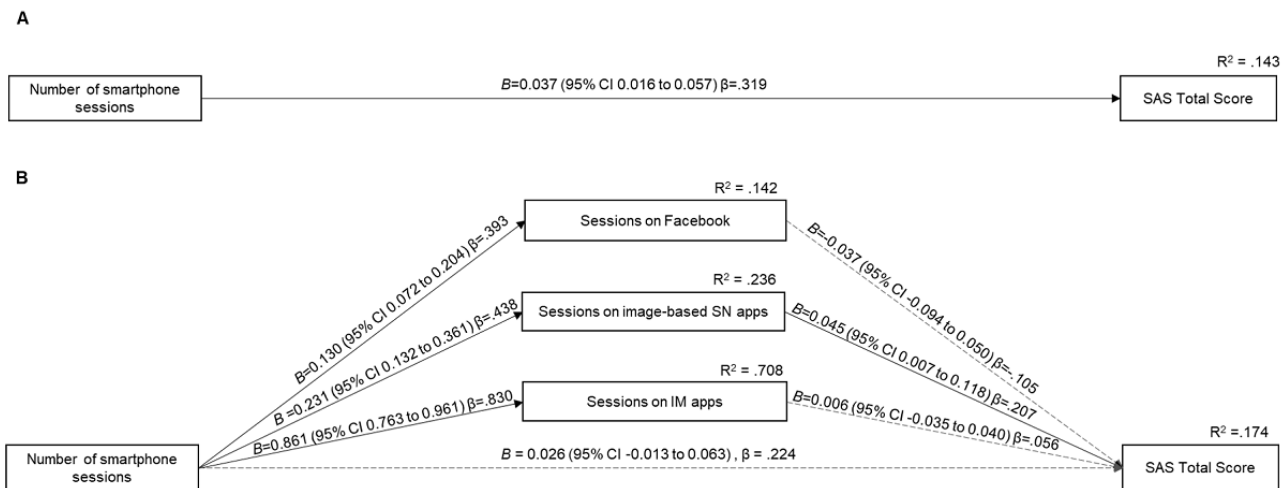 A
R² = .143
Number of smartphone
sessions
B=0.037 (95% CI 0.016 to 0.057) β=.319
SAS Total Score
B
R² = .142
Sessions on Facebook
B=0.130 (95% CI 0.072 to 0.204) β=.393
B=-0.037 (95% CI -0.094 to 0.050) β=-.105
R² = .236
Sessions on image-based SN apps
B =0.231 (95% CI 0.132 to 0.361) β=.438
B=0.045 (95% CI 0.007 to 0.118) β=.207
R² = .708
Sessions on IM apps
B=0.861 (95% CI 0.763 to 0.961) β=.830
B=0.006 (95% CI -0.035 to 0.040) β=.056
R² =.174
Number of smartphone
sessions
B = 0.026 (95% CI -0.013 to 0.063) , β = .224
SAS Total Score